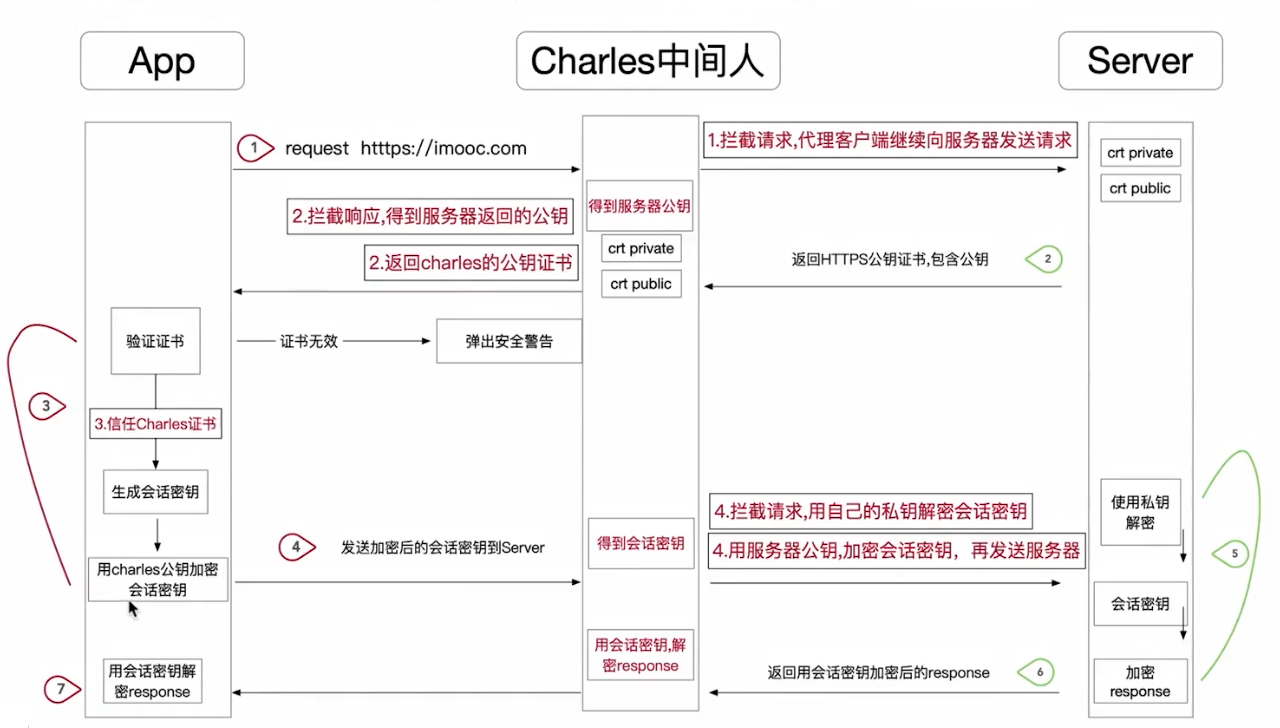 App
Charles中间人
Server
1
request htttps://imooc.com
1.拦截请求,代理客户端继续向服务器发送请求
crt private
crt public
2.拦截响应,得到服务器返回的公钥
得到服务器公钥
crt private
2.返回charles的公钥证书
crt public
返回HTTPS公钥证书,包含公钥
2
验证证书
证书无效
弹出安全警告
3
3.信任Charles证书
生成会话密钥
4.拦截请求,用自己的私钥解密会话密钥
使用私钥
解密
4
发送加密后的会话密钥到Server
得到会话密钥
4.用服务器公钥,加密会话密钥，再发送服务器
5
用charles公钥加密
会话密钥
会话密钥
用会话密钥,解
密response
用会话密钥解
密response
7
返回用会话密钥加密后的response
6
加密
response